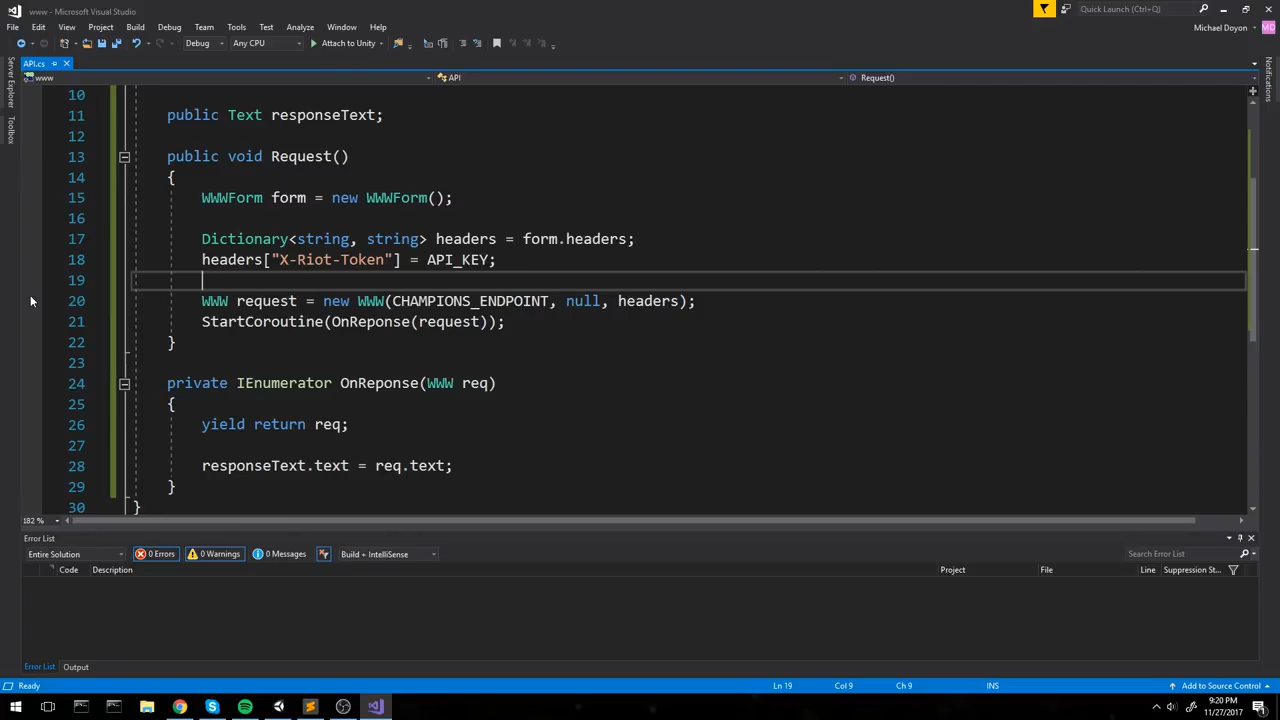 www - Microsoft Visual Studio
Quick Launch (Ctrl+Q)
File Edit View Project Build Debug Team Tools Test Analyze Window Help
Michael Doyon MD
Debug Any CPU Attach to Unity
API.cs
www API Request()
Server Explorer
Toolbox
Notifications
10
11 public Text responseText;
12
13 public void Request()
14 {
15 WWWForm form = new WWWForm();
16
17 Dictionary<string, string> headers = form.headers;
18 headers["X-Riot-Token"] = API_KEY;
19
20 WWW request = new WWW(CHAMPIONS_ENDPOINT, null, headers);
21 StartCoroutine(OnReponse(request));
22 }
23
24 private IEnumerator OnReponse(WWW req)
25 {
26 yield return req;
27
28 responseText.text = req.text;
29 }
30 }
182 %
Error List
Entire Solution 0 Errors 0 Warnings 0 Messages Build + IntelliSense Search Error List
Code Description Project File Line Suppression St...
Error List Output
Ready Ln 19 Col 9 Ch 9 INS Add to Source Control
9:20 PM
11/27/2017